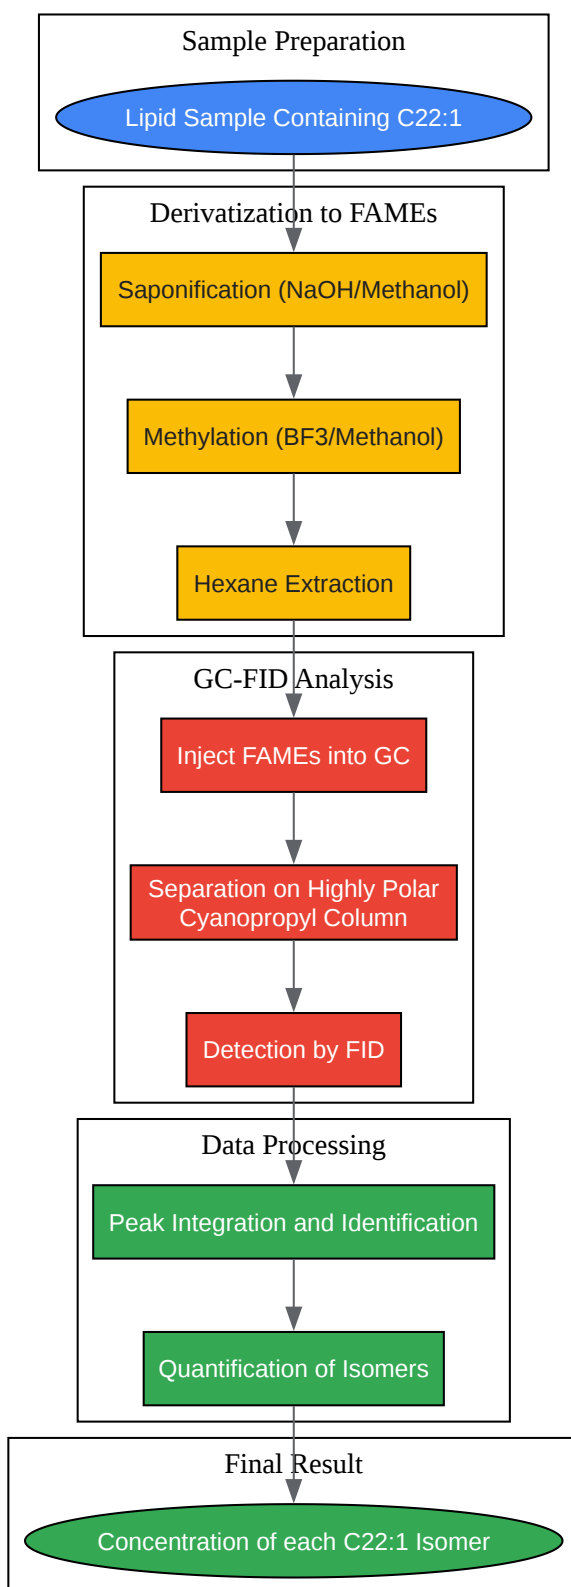 Sample Preparation
Lipid Sample Containing C22:1
Derivatization to FAMEs
Saponification (NaOH/Methanol)
Methylation (BF3/Methanol)
Hexane Extraction
GC-FID Analysis
Inject FAMEs into GC
Separation on Highly Polar
Cyanopropyl Column
Detection by FID
Data Processing
Peak Integration and Identification
Quantification of Isomers
Final Result
Concentration of each C22:1 Isomer